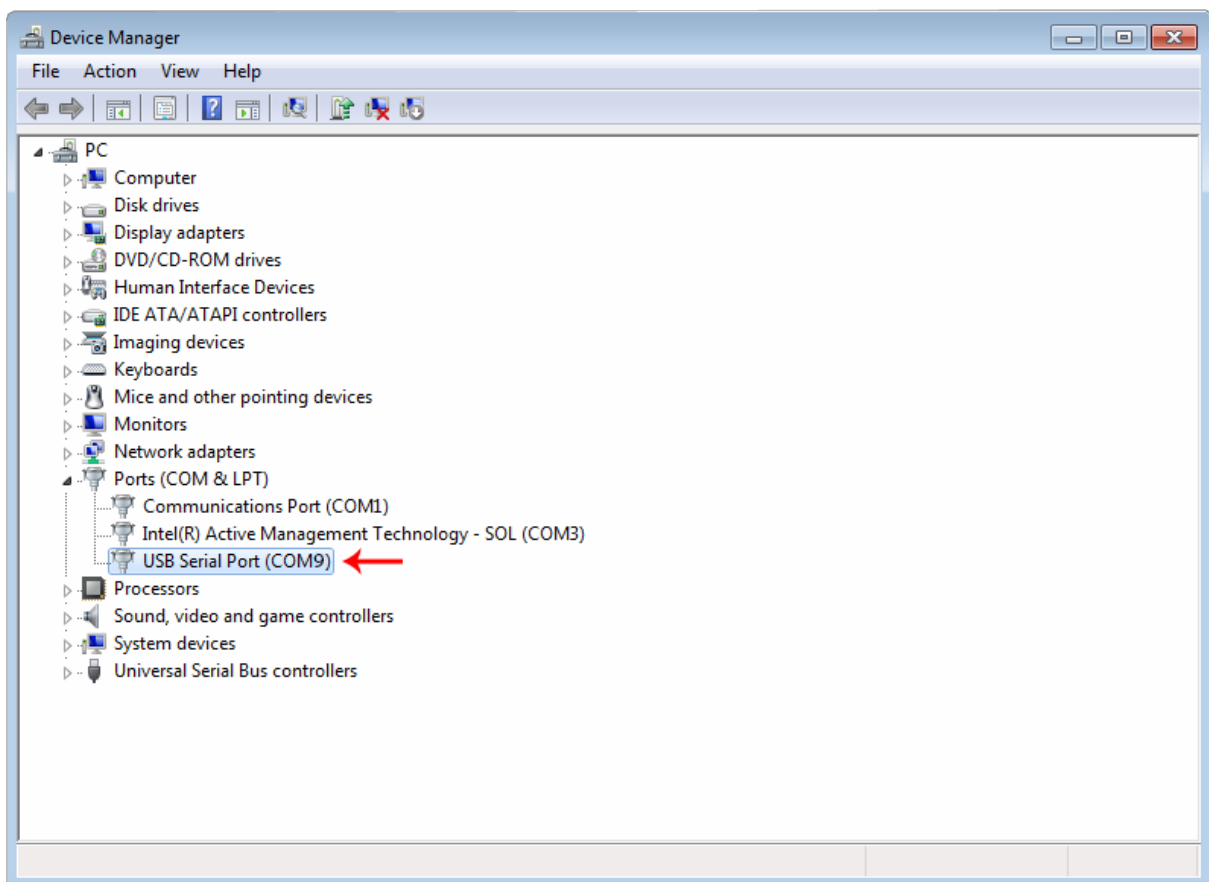 Device Manager
File Action View Help
PC
Computer
Disk drives
Display adapters
DVD/CD-ROM drives
Human Interface Devices
IDE ATA/ATAPI controllers
Imaging devices
Keyboards
Mice and other pointing devices
Monitors
Network adapters
Ports (COM & LPT)
Communications Port (COM1)
Intel(R) Active Management Technology - SOL (COM3)
USB Serial Port (COM9)
Processors
Sound, video and game controllers
System devices
Universal Serial Bus controllers